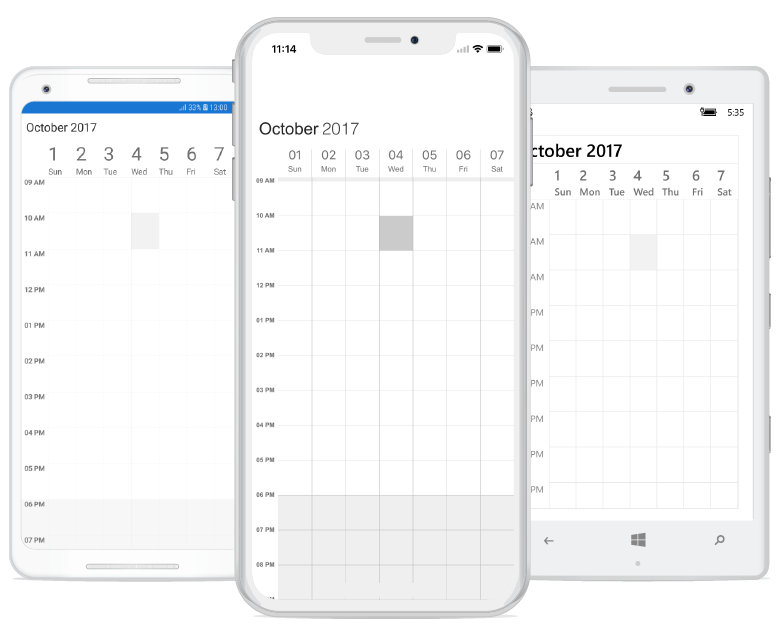 33% 13:00
October 2017
1 2 3 4 5 6 7
Sun Mon Tue Wed Thu Fri Sat
09 AM
10 AM
11 AM
12 PM
01 PM
02 PM
03 PM
04 PM
05 PM
06 PM
07 PM
11:14
October 2017
01 02 03 04 05 06 07
Sun Mon Tue Wed Thu Fri Sat
09 AM
10 AM
11 AM
12 PM
01 PM
02 PM
03 PM
04 PM
05 PM
06 PM
07 PM
08 PM
5:35
ctober 2017
1 2 3 4 5 6 7
Sun Mon Tue Wed Thu Fri Sat
AM
AM
AM
PM
PM
PM
PM
PM
PM